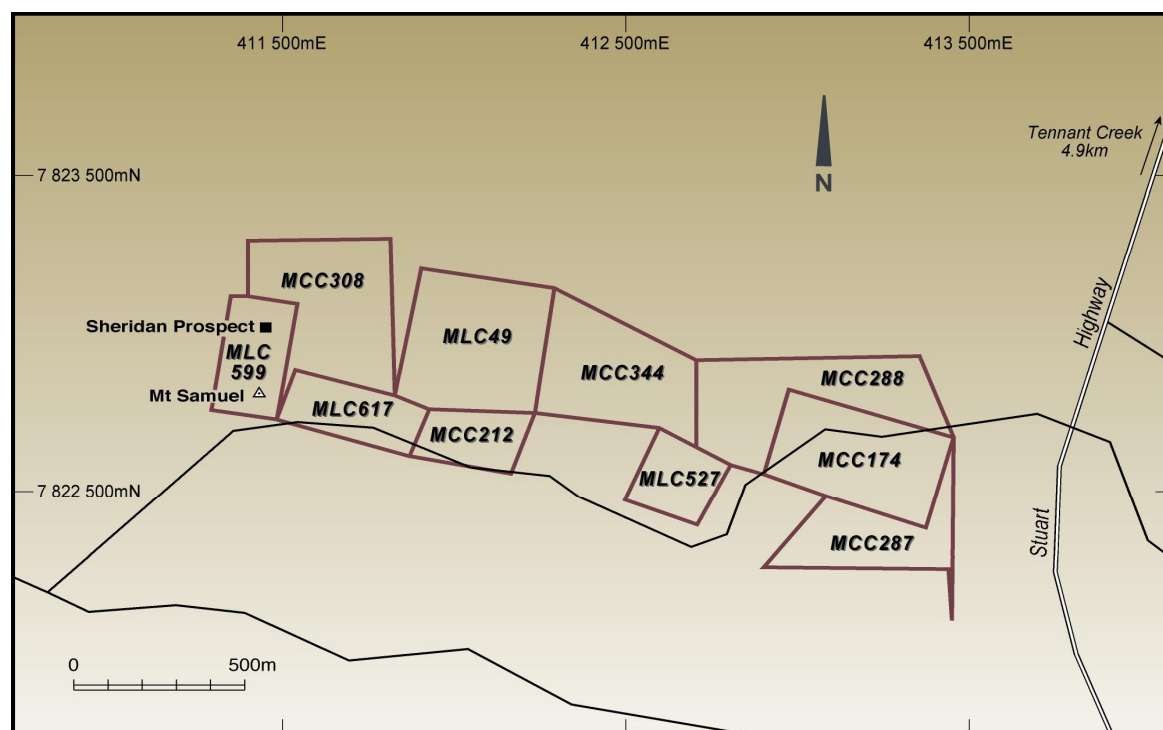 411 500mE
412 500mE
413 500mE
Tennant Creek
4.9km
7 823 500mN
N
MCC308
MLC49
Highway
Sheridan Prospect
MLC
599
MCC344
MCC288
Mt Samuel
MLC617
MCC212
MCC174
MLC527
7 822 500mN
MCC287
Stuart
0 500m